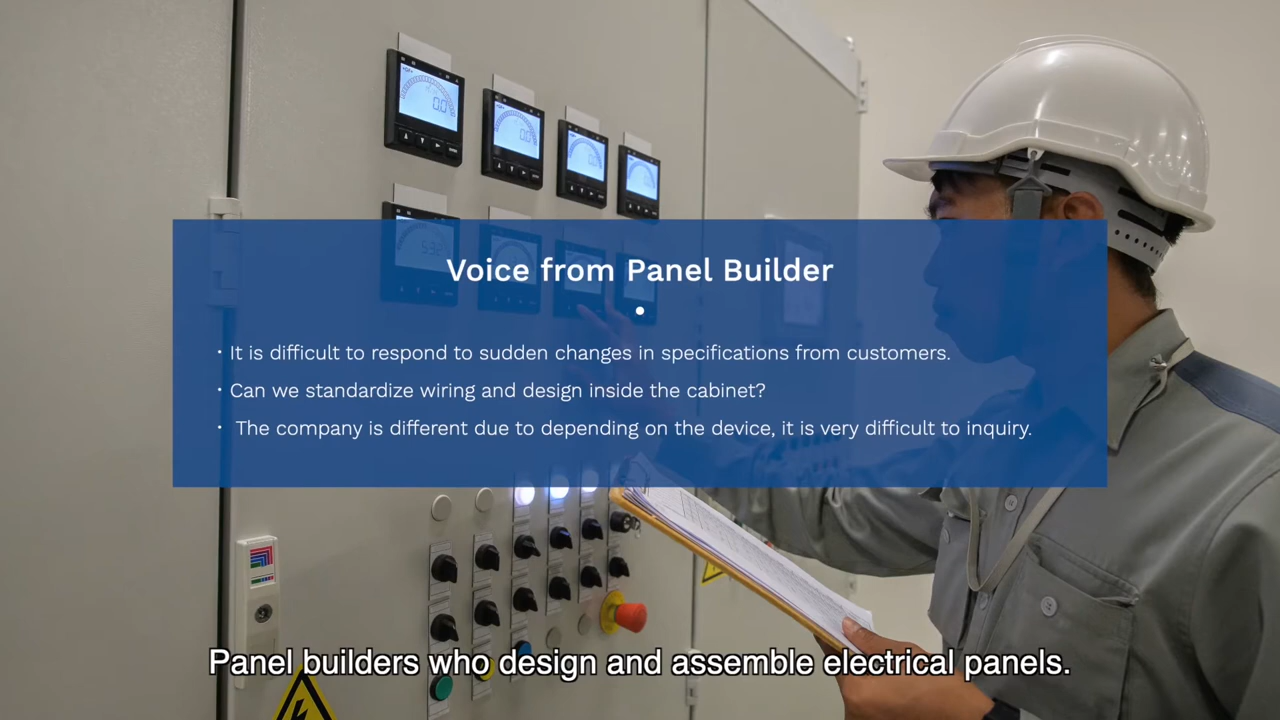 Voice from Panel Builder
· It is difficult to respond to sudden changes in specifications from customers.
· Can we standardize wiring and design inside the cabinet?
· The company is different due to depending on the device, it is very difficult to inquiry.
Panel builders who design and assemble electrical panels.